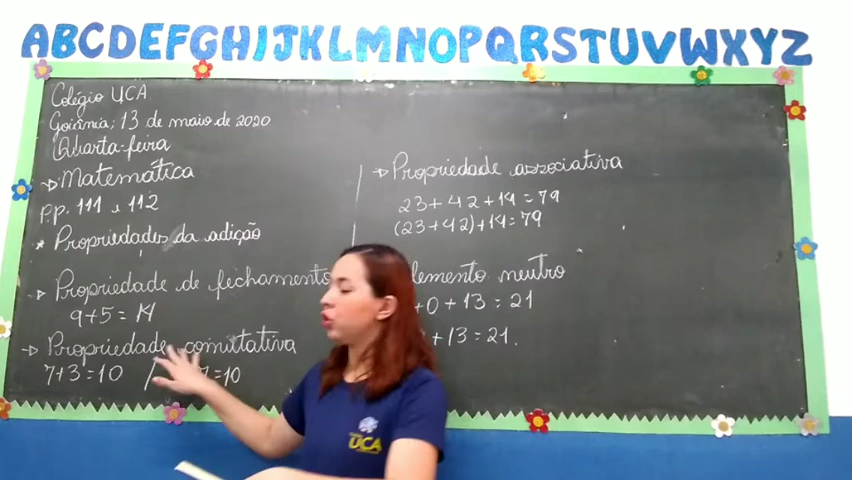 ABCDEFGHIJKLMNOPQRSTUVWXYZ
Colégio UCA
Goiânia, 13 de maio de 2020
Quarta-feira
Matemática
P.p. 111 e 112
* Propriedades da adição
Propriedade de fechamento
9+5=14
Propriedade comutativa
7+3=10 / 7=10
Propriedade associativa
23+42+14=79
(23+42)+14=79
lemento neutro
+0+13=21
+13=21.
UCA